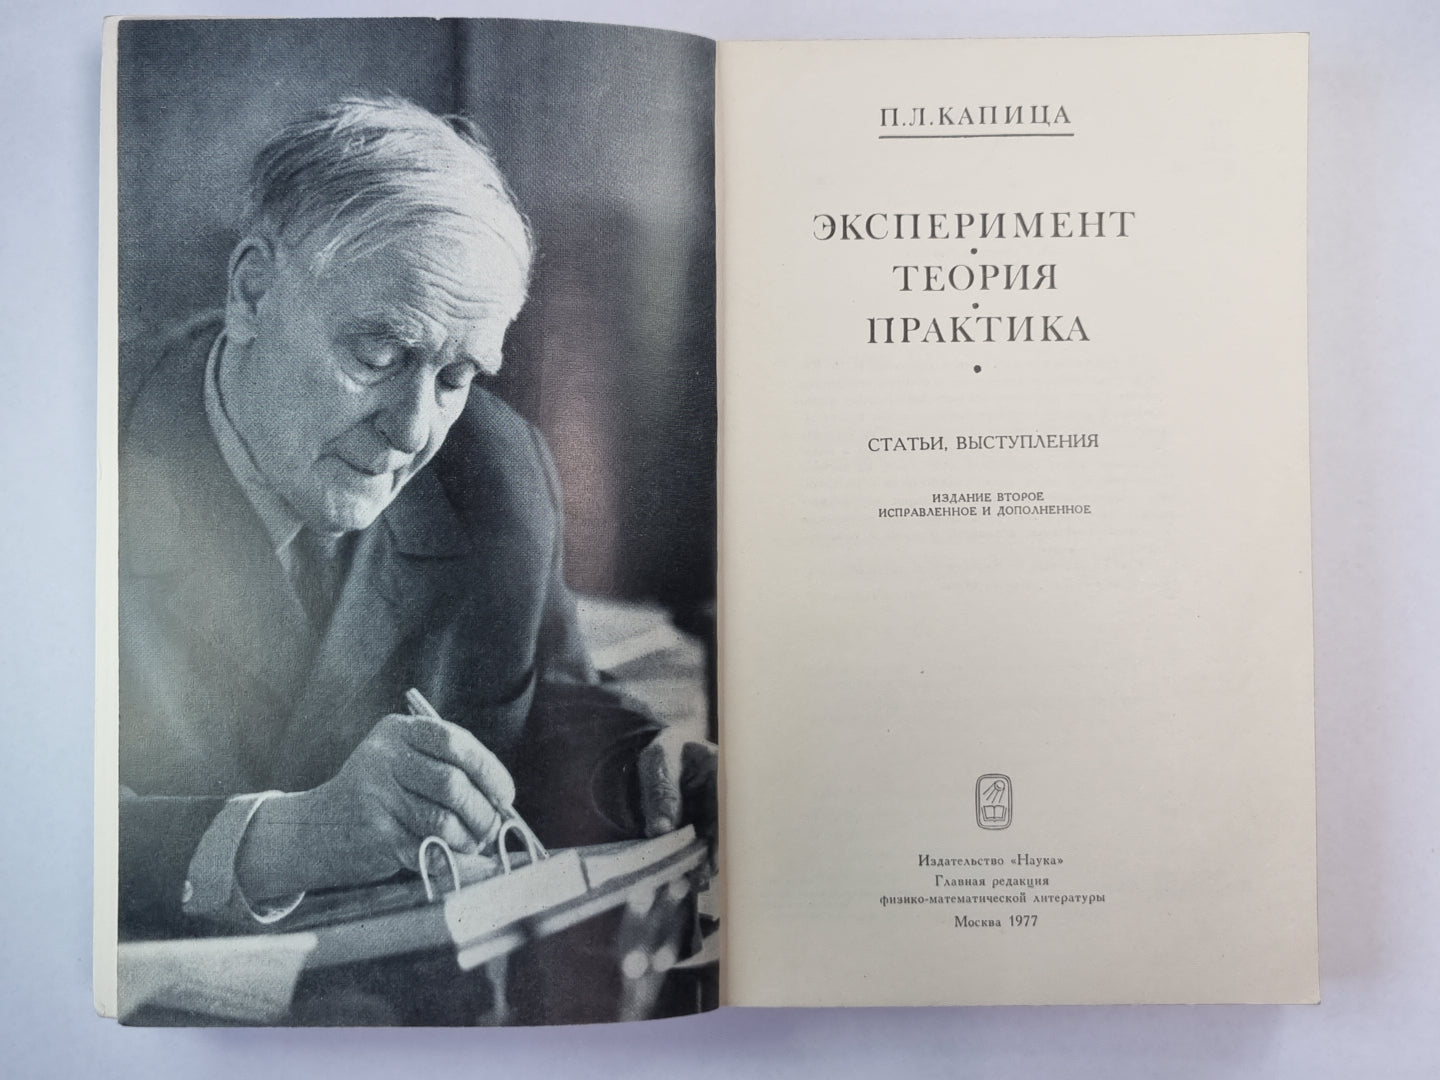 П.Л.КАПИЦА
ЭКСПЕРИМЕНТ
•
ТЕОРИЯ
•
ПРАКТИКА
•
СТАТЬИ, ВЫСТУПЛЕНИЯ
ИЗДАНИЕ ВТОРОЕ
ИСПРАВЛЕННОЕ И ДОПОЛНЕННОЕ
Издательство «Наука»
Главная редакция
физико-математической литературы
Москва 1977